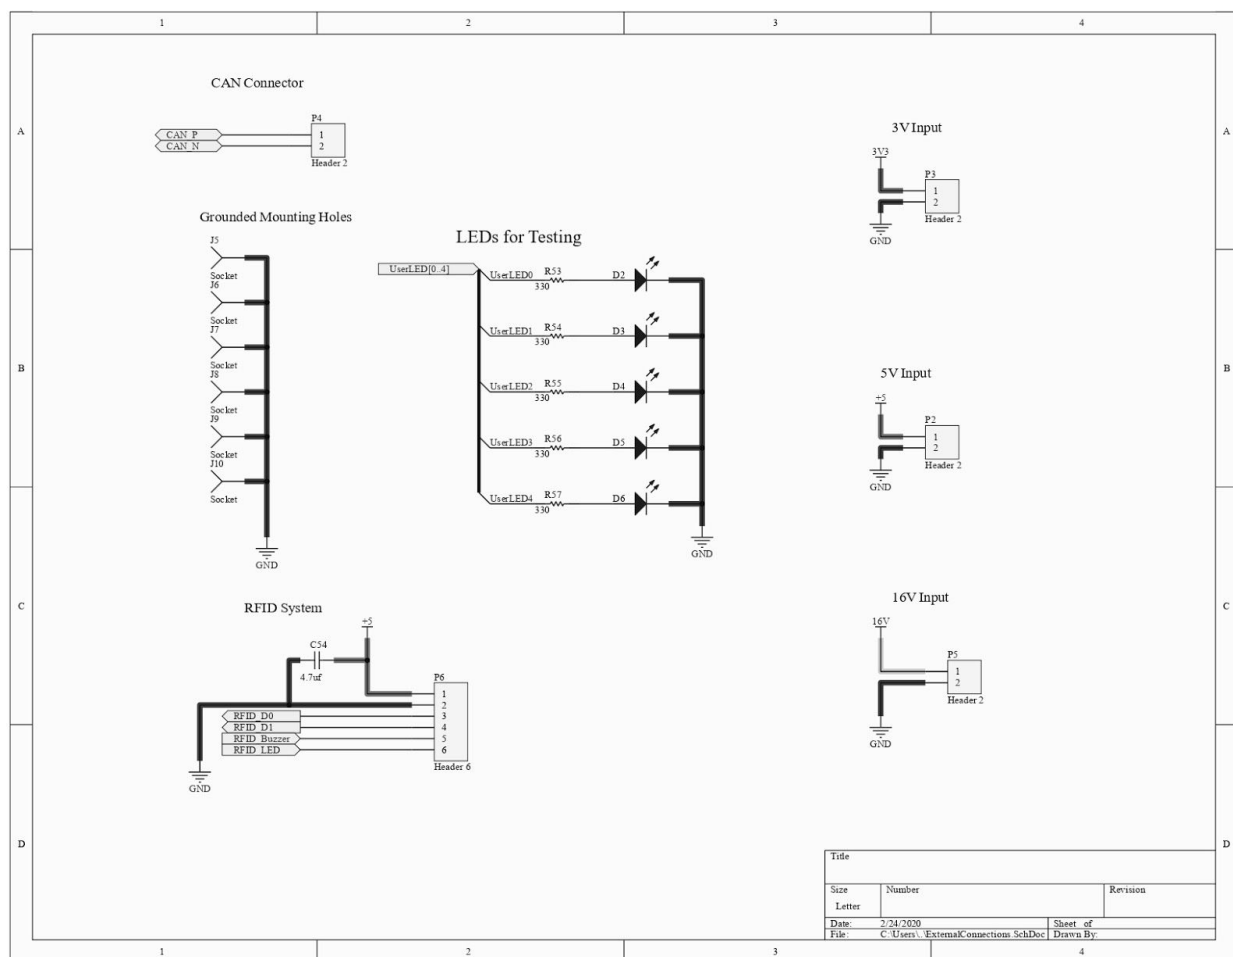 1 2 3 4
A A
B B
C C
D D
CAN Connector
P4
CAN_P 1
CAN_N 2
Header 2
Grounded Mounting Holes
J5
Socket
J6
Socket
J7
Socket
J8
Socket
J9
Socket
J10
Socket
GND
LEDs for Testing
UserLED[0..4]
UserLED0 R53 D2
330
UserLED1 R54 D3
330
UserLED2 R55 D4
330
UserLED3 R56 D5
330
UserLED4 R57 D6
330
GND
3V Input
3V3
P3
1
2
Header 2
GND
5V Input
+5
P2
1
2
Header 2
GND
16V Input
16V
P5
1
2
Header 2
GND
RFID System
+5
C54
4.7uf
P6
1
2
RFID_D0 3
RFID_D1 4
RFID_Buzzer 5
RFID_LED 6
Header 6
GND
Title
Size Number Revision
Letter
Date: 2/24/2020 Sheet of
File: C:\Users\..\ExternalConnections.SchDoc Drawn By:
1 2 3 4